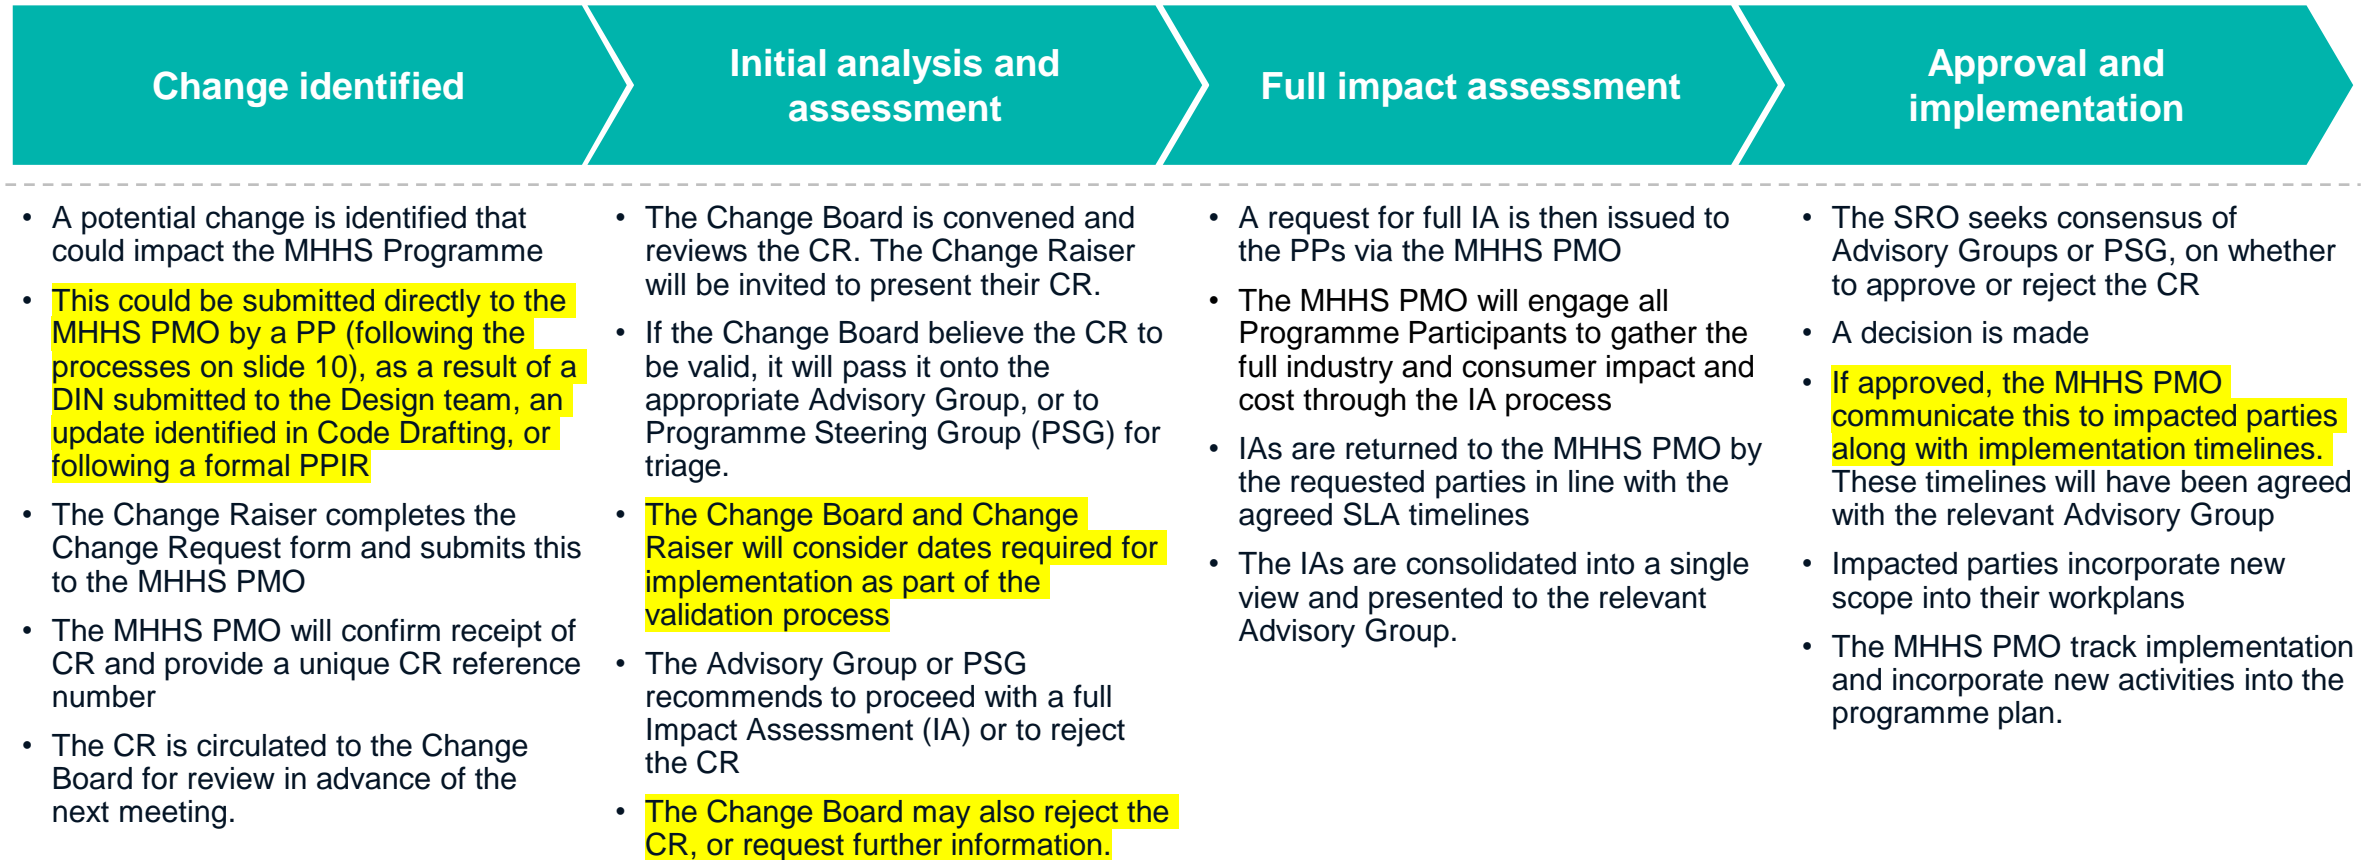 Change identified
Initial analysis and
assessment
Full impact assessment
Approval and
implementation
• A potential change is identified that
could impact the MHHS Programme
• This could be submitted directly to the
MHHS PMO by a PP (following the
processes on slide 10), as a result of a
DIN submitted to the Design team, an
update identified in Code Drafting, or
following a formal PPIR
• The Change Raiser completes the
Change Request form and submits this
to the MHHS PMO
• The MHHS PMO will confirm receipt of
CR and provide a unique CR reference
number
• The CR is circulated to the Change
Board for review in advance of the
next meeting.
• The Change Board is convened and
reviews the CR. The Change Raiser
will be invited to present their CR.
• If the Change Board believe the CR to
be valid, it will pass it onto the
appropriate Advisory Group, or to
Programme Steering Group (PSG) for
triage.
• The Change Board and Change
Raiser will consider dates required for
implementation as part of the
validation process
• The Advisory Group or PSG
recommends to proceed with a full
Impact Assessment (IA) or to reject
the CR
• The Change Board may also reject the
CR, or request further information.
• A request for full IA is then issued to
the PPs via the MHHS PMO
• The MHHS PMO will engage all
Programme Participants to gather the
full industry and consumer impact and
cost through the IA process
• IAs are returned to the MHHS PMO by
the requested parties in line with the
agreed SLA timelines
• The IAs are consolidated into a single
view and presented to the relevant
Advisory Group.
• The SRO seeks consensus of
Advisory Groups or PSG, on whether
to approve or reject the CR
• A decision is made
• If approved, the MHHS PMO
communicate this to impacted parties
along with implementation timelines.
These timelines will have been agreed
with the relevant Advisory Group
• Impacted parties incorporate new
scope into their workplans
• The MHHS PMO track implementation
and incorporate new activities into the
programme plan.